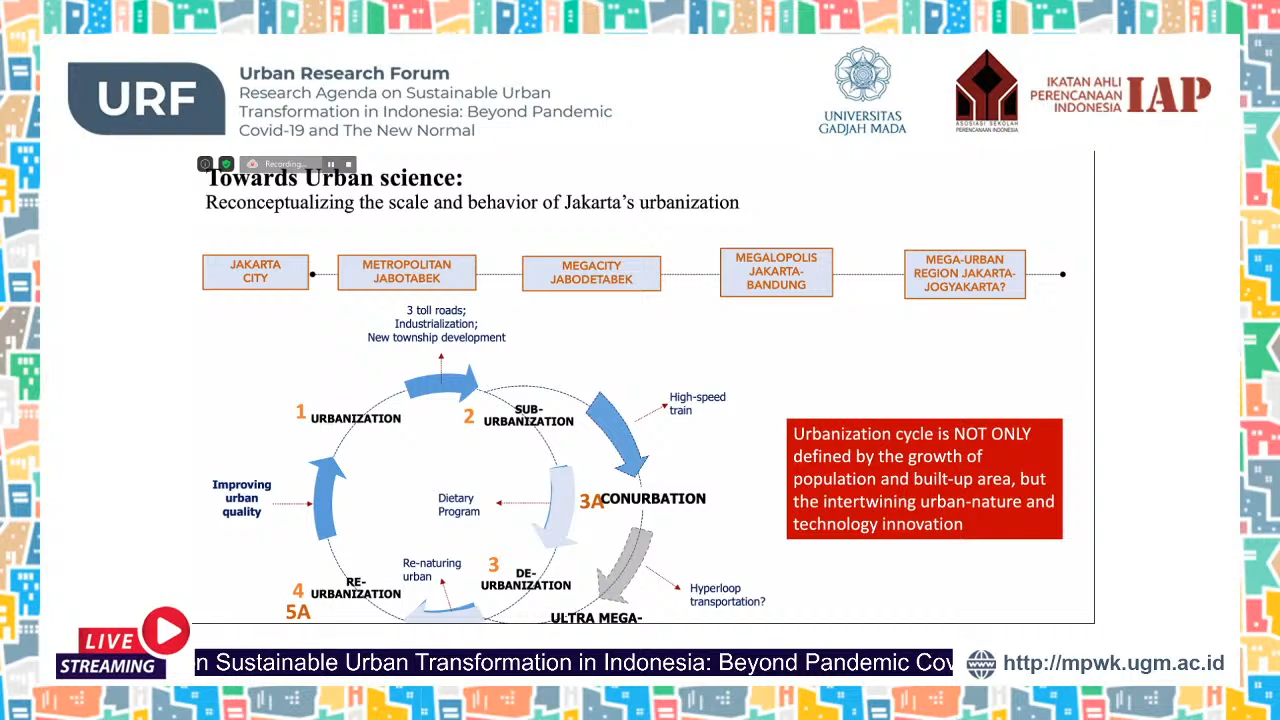 URF
Urban Research Forum
Research Agenda on Sustainable Urban
Transformation in Indonesia: Beyond Pandemic
Covid-19 and The New Normal
UNIVERSITAS
GADJAH MADA
ASOSIASI SEKOLAH
PERENCANAAN INDONESIA
IKATAN AHLI
PERENCANAAN
INDONESIA
IAP
Recording...
Towards Urban science:
Reconceptualizing the scale and behavior of Jakarta's urbanization
JAKARTA
CITY
METROPOLITAN
JABOTABEK
MEGACITY
JABODETABEK
MEGALOPOLIS
JAKARTA-
BANDUNG
MEGA-URBAN
REGION JAKARTA-
JOGYAKARTA?
3 toll roads;
Industrialization;
New township development
1 URBANIZATION
2 SUB-
URBANIZATION
High-speed
train
Improving
urban
quality
Dietary
Program
3A CONURBATION
Re-naturing
urban
3 DE-
URBANIZATION
4 RE-
URBANIZATION
5A
Hyperloop
transportation?
ULTRA MEGA-
Urbanization cycle is NOT ONLY
defined by the growth of
population and built-up area, but
the intertwining urban-nature and
technology innovation
LIVE
STREAMING
n Sustainable Urban Transformation in Indonesia: Beyond Pandemic Cov
http://mpwk.ugm.ac.id